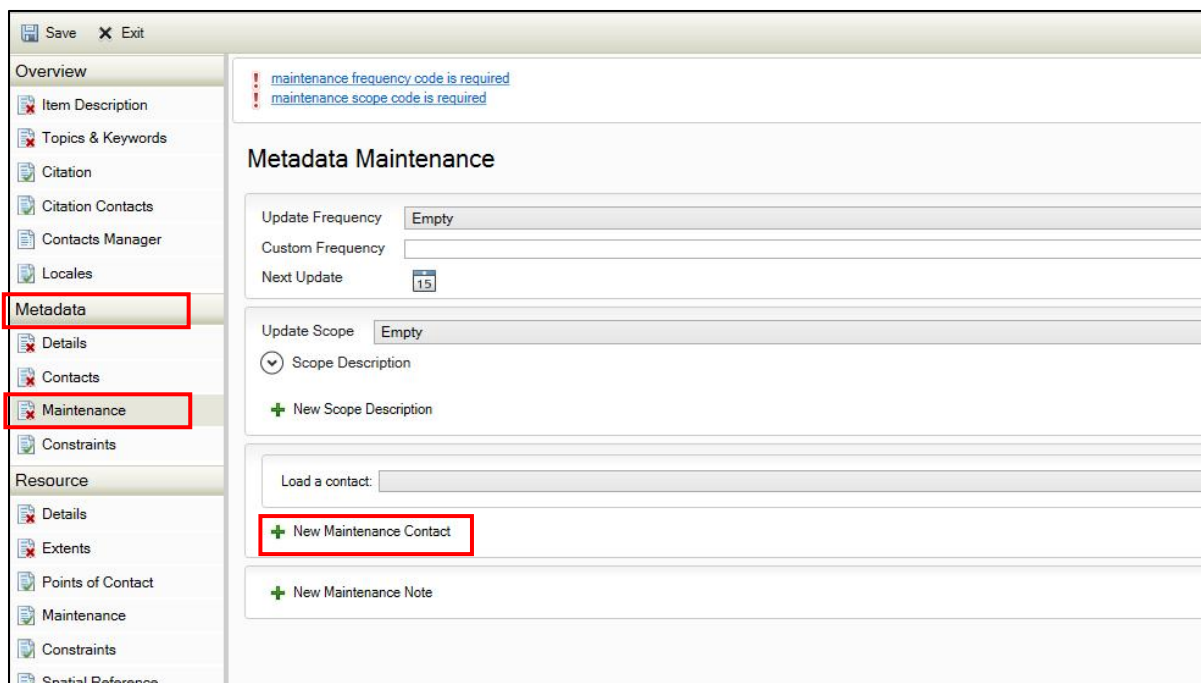 Save Exit
Overview
Item Description
Topics & Keywords
Citation
Citation Contacts
Contacts Manager
Locales
Metadata
Details
Contacts
Maintenance
Constraints
Resource
Details
Extents
Points of Contact
Maintenance
Constraints
Spatial Reference
maintenance frequency code is required
maintenance scope code is required
Metadata Maintenance
Update Frequency Empty
Custom Frequency
Next Update 15
Update Scope Empty
Scope Description
New Scope Description
Load a contact:
New Maintenance Contact
New Maintenance Note